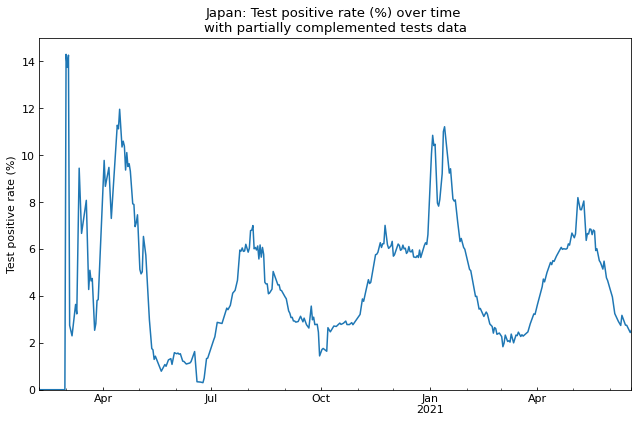 Japan: Test positive rate (%) over time
with partially complemented tests data
Test positive rate (%)
14
12
10
8
6
4
2
0
Apr
Jul
Oct
Jan
2021
Apr